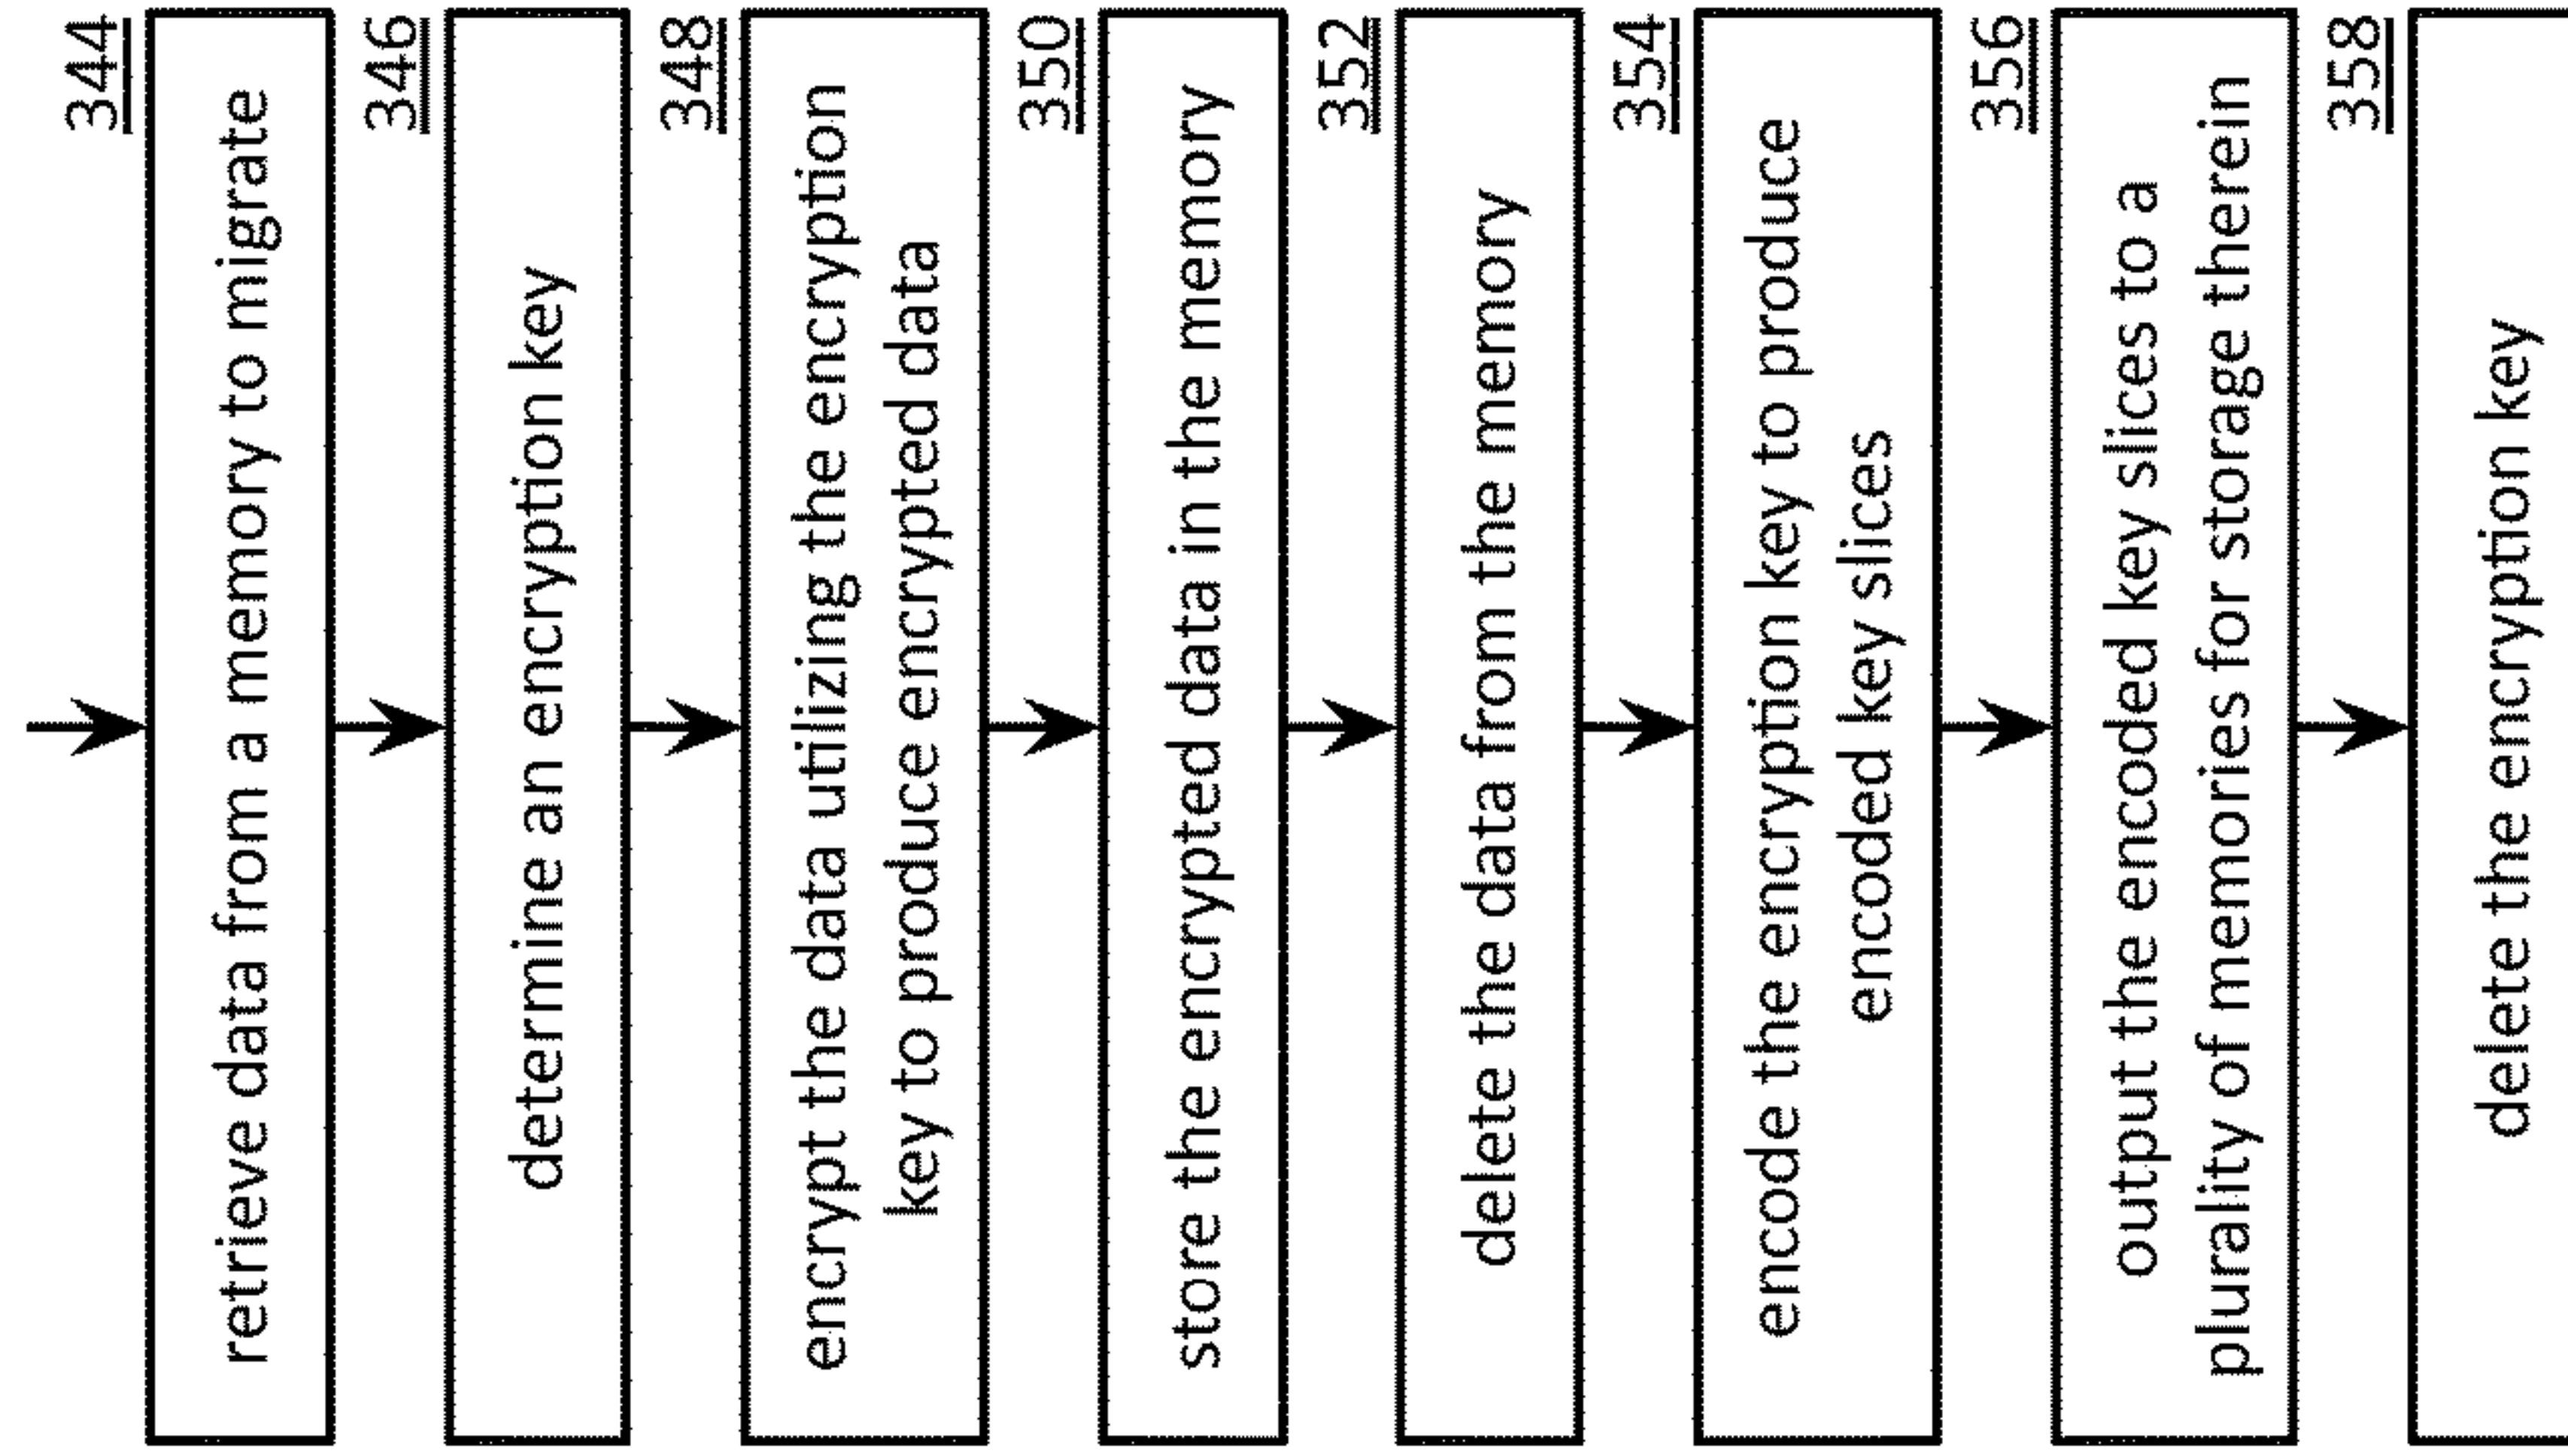 344
retrieve data from a memory to migrate
346
determine an encryption key
348
encrypt the data utilizing the encryption
key to produce encrypted data
350
store the encrypted data in the memory
352
delete the data from the memory
354
encode the encryption key to produce
encoded key slices
356
output the encoded key slices to a
plurality of memories for storage therein
358
delete the encryption key